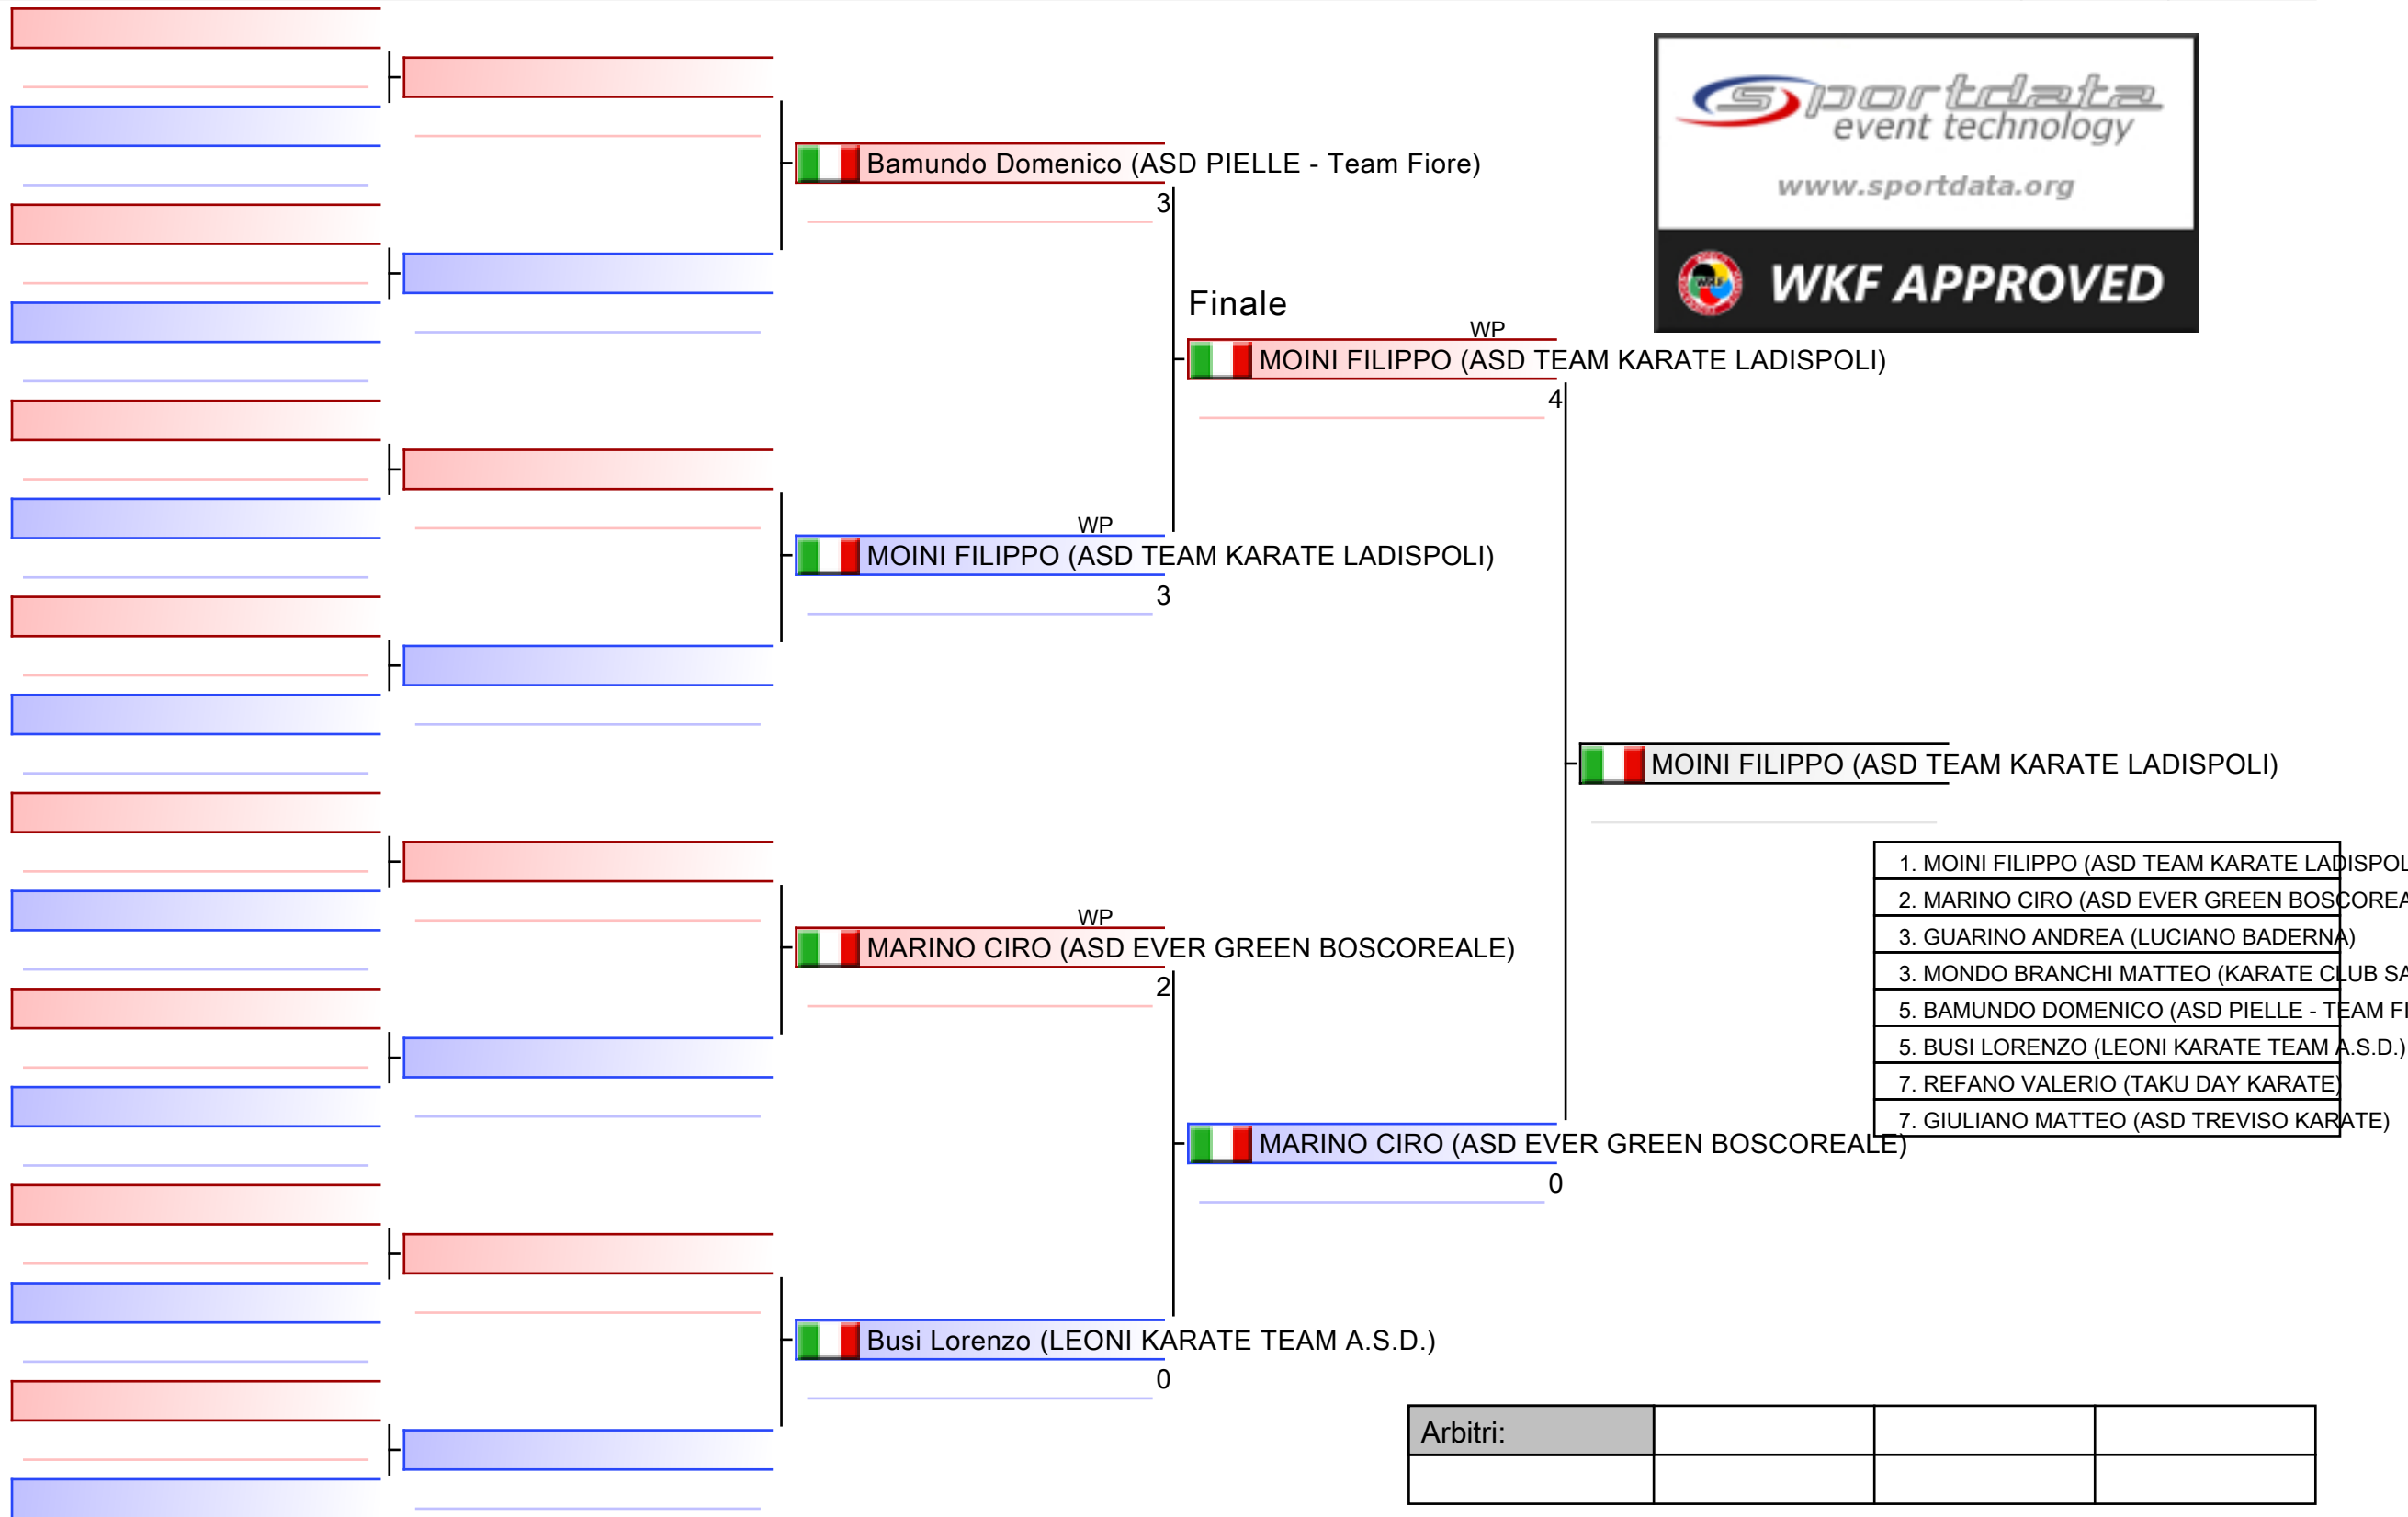 sportdata
event technology
www.sportdata.org
WKF APPROVED
Bamundo Domenico (ASD PIELLE - Team Fiore)
3
Finale
WP
MOINI FILIPPO (ASD TEAM KARATE LADISPOLI)
4
WP
MOINI FILIPPO (ASD TEAM KARATE LADISPOLI)
3
MOINI FILIPPO (ASD TEAM KARATE LADISPOLI)
1. MOINI FILIPPO (ASD TEAM KARATE LADISPOL
2. MARINO CIRO (ASD EVER GREEN BOSCOREA
3. GUARINO ANDREA (LUCIANO BADERNA)
3. MONDO BRANCHI MATTEO (KARATE CLUB SA
5. BAMUNDO DOMENICO (ASD PIELLE - TEAM FI
5. BUSI LORENZO (LEONI KARATE TEAM A.S.D.)
7. REFANO VALERIO (TAKU DAY KARATE)
7. GIULIANO MATTEO (ASD TREVISO KARATE)
WP
MARINO CIRO (ASD EVER GREEN BOSCOREALE)
2
MARINO CIRO (ASD EVER GREEN BOSCOREALE)
0
Busi Lorenzo (LEONI KARATE TEAM A.S.D.)
0
Arbitri: